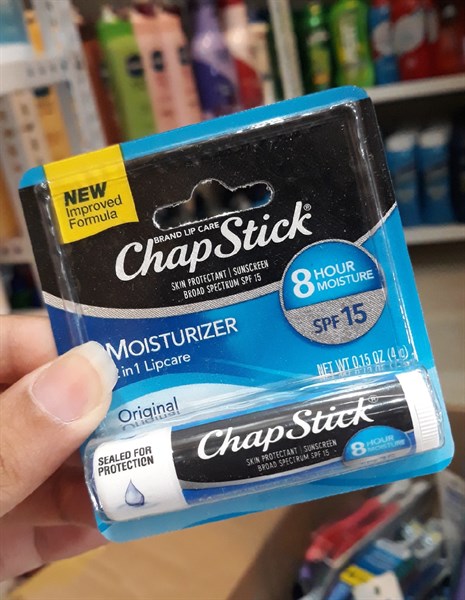 NEW
Improved
Formula
BRAND LIP CARE
ChapStick®
SKIN PROTECTANT | SUNSCREEN
BROAD SPECTRUM SPF 15
8 HOUR
MOISTURE
SPF 15
MOISTURIZER
in1 Lipcare
NET WT 0.15 OZ (4 g)
Original
SEALED FOR
PROTECTION
ChapStick®
SKIN PROTECTANT | SUNSCREEN
BROAD SPECTRUM SPF 15
8 HOUR
MOISTURE